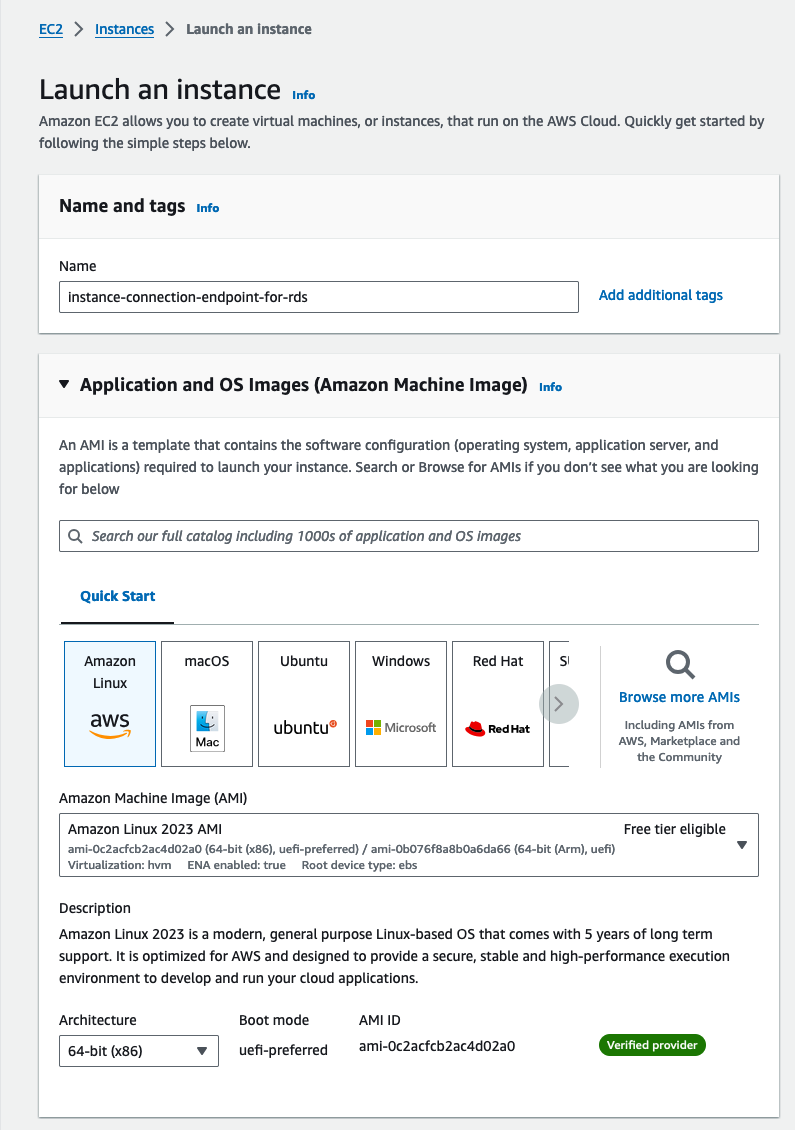 EC2 > Instances > Launch an instance
Launch an instance Info
Amazon EC2 allows you to create virtual machines, or instances, that run on the AWS Cloud. Quickly get started by
following the simple steps below.
Name and tags Info
Name
instance-connection-endpoint-for-rds
Add additional tags
Application and OS Images (Amazon Machine Image) Info
An AMI is a template that contains the software configuration (operating system, application server, and
applications) required to launch your instance. Search or Browse for AMIs if you don’t see what you are looking
for below
Search our full catalog including 1000s of application and OS images
Quick Start
Amazon
Linux
aws
macOS
Mac
Ubuntu
ubuntu
Windows
Microsoft
Red Hat
Red Hat
Browse more AMIs
Including AMIs from
AWS, Marketplace and
the Community
Amazon Machine Image (AMI)
Amazon Linux 2023 AMI
Free tier eligible
ami-0c2acfcb2ac4d02a0 (64-bit (x86), uefi-preferred) / ami-0b076f8a8b0a6da66 (64-bit (Arm), uefi)
Virtualization: hvm ENA enabled: true Root device type: ebs
Description
Amazon Linux 2023 is a modern, general purpose Linux-based OS that comes with 5 years of long term
support. It is optimized for AWS and designed to provide a secure, stable and high-performance execution
environment to develop and run your cloud applications.
Architecture
64-bit (x86)
Boot mode
uefi-preferred
AMI ID
ami-0c2acfcb2ac4d02a0
Verified provider